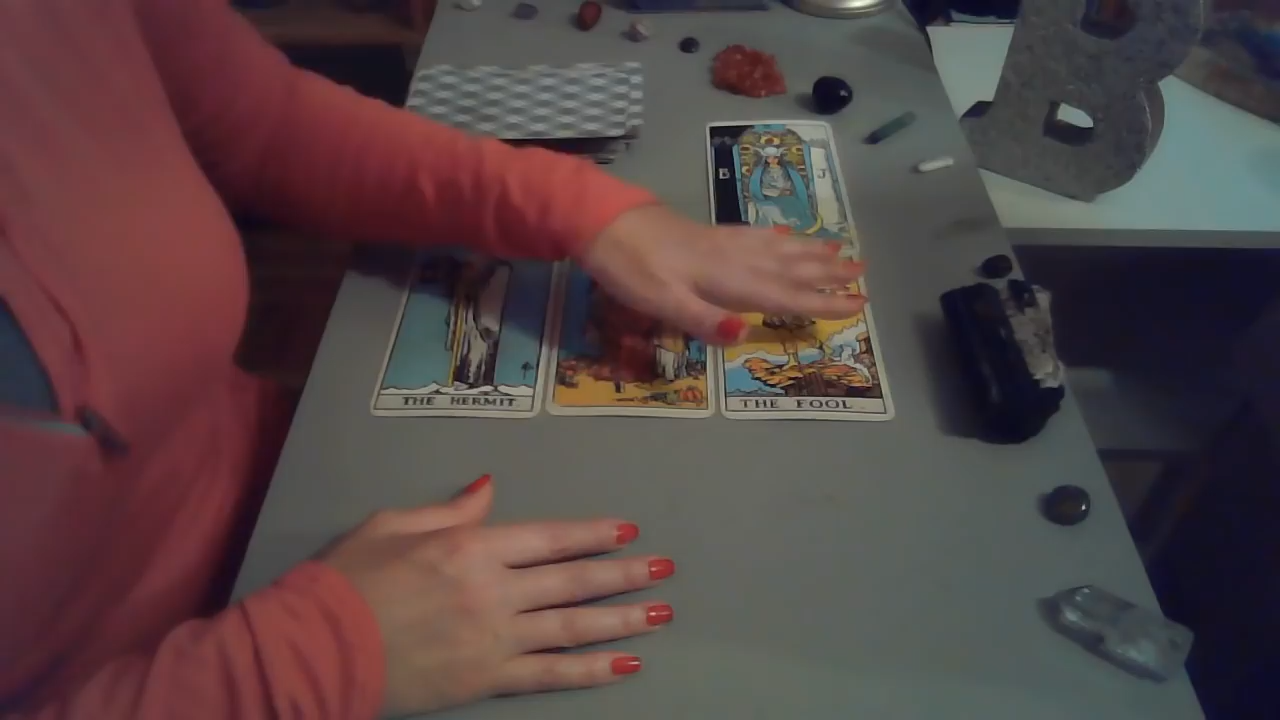 B J
THE HERMIT.
THE FOOL.